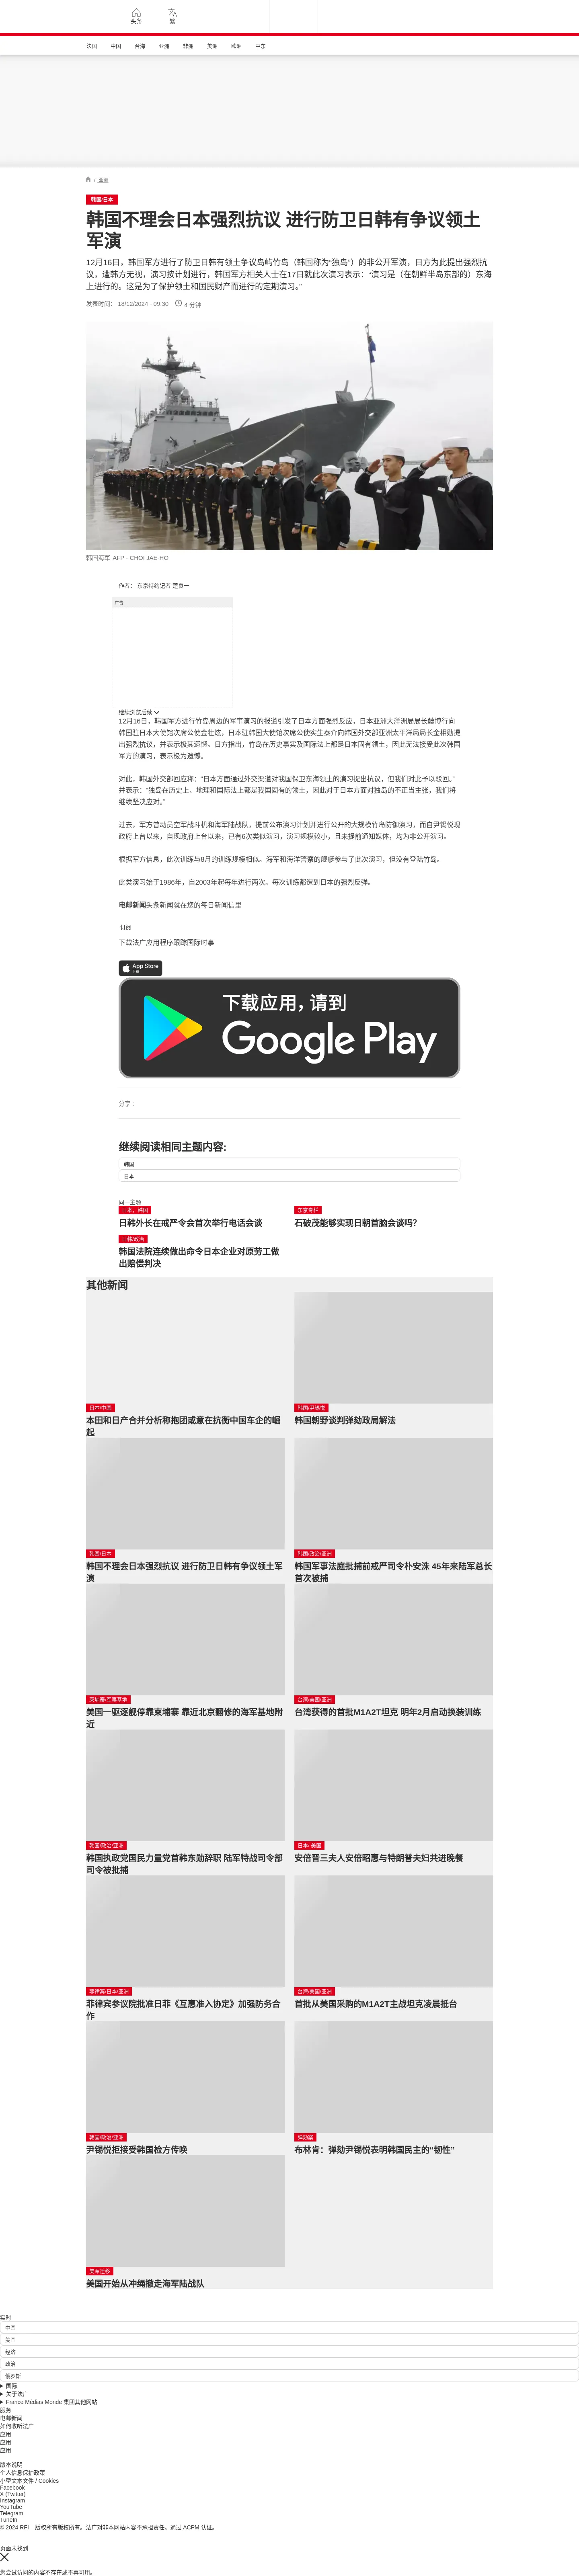 头条
繁
法国
中国
台海
亚洲
非洲
美洲
欧洲
中东
/ 亚洲
韩国/日本
韩国不理会日本强烈抗议 进行防卫日韩有争议领土
军演
12月16日，韩国军方进行了防卫日韩有领土争议岛屿竹岛（韩国称为“独岛”）的非公开军演，日方为此提出强烈抗
议，遭韩方无视，演习按计划进行，韩国军方相关人士在17日就此次演习表示：“演习是（在朝鲜半岛东部的）东海
上进行的。这是为了保护领土和国民财产而进行的定期演习。”
发表时间： 18/12/2024 - 09:30
4 分钟
韩国海军 AFP - CHOI JAE-HO
作者： 东京特约记者 楚良一
广告
继续浏览后续
12月16日，韩国军方进行竹岛周边的军事演习的报道引发了日本方面强烈反应，日本亚洲大洋洲局局长鲶博行向
韩国驻日本大使馆次席公使金壮炫，日本驻韩国大使馆次席公使实生泰介向韩国外交部亚洲太平洋局局长金相勋提
出强烈抗议，并表示极其遗憾。日方指出，竹岛在历史事实及国际法上都是日本固有领土，因此无法接受此次韩国
军方的演习，表示极为遗憾。
对此，韩国外交部回应称：“日本方面通过外交渠道对我国保卫东海领土的演习提出抗议，但我们对此予以驳回。”
并表示：“独岛在历史上、地理和国际法上都是我国固有的领土，因此对于日本方面对独岛的不正当主张，我们将
继续坚决应对。”
过去，军方曾动员空军战斗机和海军陆战队，提前公布演习计划并进行公开的大规模竹岛防御演习，而自尹锡悦现
政府上台以来，自现政府上台以来，已有6次类似演习，演习规模较小，且未提前通知媒体，均为非公开演习。
根据军方信息，此次训练与8月的训练规模相似。海军和海洋警察的舰艇参与了此次演习，但没有登陆竹岛。
此类演习始于1986年，自2003年起每年进行两次。每次训练都遭到日本的强烈反弹。
电邮新闻头条新闻就在您的每日新闻信里
订阅
下载法广应用程序跟踪国际时事
App Store
下载
下载应用，请到
Google Play
分享 :
继续阅读相同主题内容:
韩国
日本
同一主题
日本，韩国
日韩外长在戒严令会首次举行电话会谈
东京专栏
石破茂能够实现日朝首脑会谈吗?
日韩/政治
韩国法院连续做出命令日本企业对原劳工做
出赔偿判决
其他新闻
日本/中国
本田和日产合并分析称抱团或意在抗衡中国车企的崛
起
韩国/尹锡悦
韩国朝野谈判弹劾政局解法
韩国/日本
韩国不理会日本强烈抗议 进行防卫日韩有争议领土军
演
韩国/政治/亚洲
韩国军事法庭批捕前戒严司令朴安洙 45年来陆军总长
首次被捕
柬埔寨/军事基地
美国一驱逐舰停靠柬埔寨 靠近北京翻修的海军基地附
近
台湾/美国/亚洲
台湾获得的首批M1A2T坦克 明年2月启动换装训练
韩国/政治/亚洲
韩国执政党国民力量党首韩东勋辞职 陆军特战司令部
司令被批捕
日本/ 美国
安倍晋三夫人安倍昭惠与特朗普夫妇共进晚餐
菲律宾/日本/亚洲
菲律宾参议院批准日菲《互惠准入协定》加强防务合
作
台湾/美国/亚洲
首批从美国采购的M1A2T主战坦克凌晨抵台
韩国/政治/亚洲
尹锡悦拒接受韩国检方传唤
弹劾案
布林肯：弹劾尹锡悦表明韩国民主的“韧性”
美军迁移
美国开始从冲绳撤走海军陆战队
实时
中国
美国
经济
政治
俄罗斯
国际
关于法广
France Médias Monde 集团其他网站
服务
电邮新闻
如何收听法广
应用
应用
应用
版本说明
个人信息保护政策
小型文本文件 / Cookies
Facebook
X (Twitter)
Instagram
YouTube
Telegram
TuneIn
© 2024 RFI – 版权所有版权所有。法广对非本网站内容不承担责任。通过 ACPM 认证。
页面未找到
您尝试访问的内容不存在或不再可用。